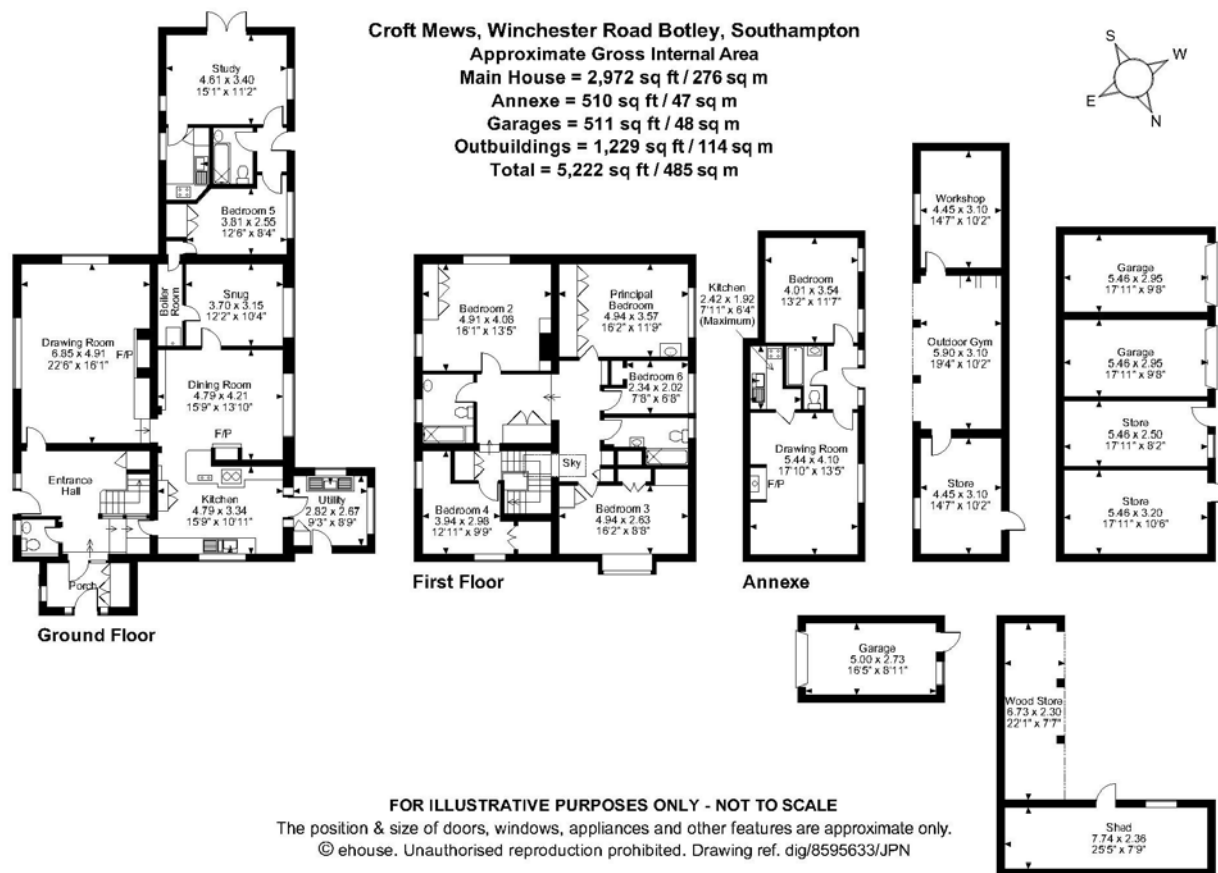 Croft Mews, Winchester Road Botley, Southampton
Approximate Gross Internal Area
Main House = 2,972 sq ft / 276 sq m
Annexe = 510 sq ft / 47 sq m
Garages = 511 sq ft / 48 sq m
Outbuildings = 1,229 sq ft / 114 sq m
Total = 5,222 sq ft / 485 sq m
S
W
E
N
Study
4.61 x 3.40
15'1" x 11'2"
Bedroom 5
3.81 x 2.55
12'6" x 8'4"
Boiler
Room
Snug
3.70 x 3.15
12'2" x 10'4"
Drawing Room
6.85 x 4.91
22'6" x 16'1"
F/P
Dining Room
4.79 x 4.21
15'9" x 13'10"
F/P
Entrance
Hall
Kitchen
4.79 x 3.34
15'9" x 10'11"
Utility
2.82 x 2.67
9'3" x 8'9"
Porch
Ground Floor
Bedroom 2
4.91 x 4.08
16'1" x 13'5"
Principal
Bedroom
4.94 x 3.57
16'2" x 11'9"
Bedroom 6
2.34 x 2.02
7'8" x 6'8"
Sky
Bedroom 4
3.94 x 2.98
12'11" x 9'9"
Bedroom 3
4.94 x 2.63
16'2" x 8'8"
First Floor
Kitchen
2.42 x 1.92
7'11" x 6'4"
(Maximum)
Bedroom
4.01 x 3.54
13'2" x 11'7"
Drawing Room
5.44 x 4.10
17'10" x 13'5"
F/P
Annexe
Workshop
4.45 x 3.10
14'7" x 10'2"
Outdoor Gym
5.90 x 3.10
19'4" x 10'2"
Store
4.45 x 3.10
14'7" x 10'2"
Garage
5.46 x 2.95
17'11" x 9'8"
Garage
5.46 x 2.95
17'11" x 9'8"
Store
5.46 x 2.50
17'11" x 8'2"
Store
5.46 x 3.20
17'11" x 10'6"
Garage
5.00 x 2.73
16'5" x 8'11"
Wood Store
6.73 x 2.30
22'1" x 7'7"
Shed
7.74 x 2.36
25'5" x 7'9"
FOR ILLUSTRATIVE PURPOSES ONLY - NOT TO SCALE
The position & size of doors, windows, appliances and other features are approximate only.
© ehouse. Unauthorised reproduction prohibited. Drawing ref. dig/8595633/JPN